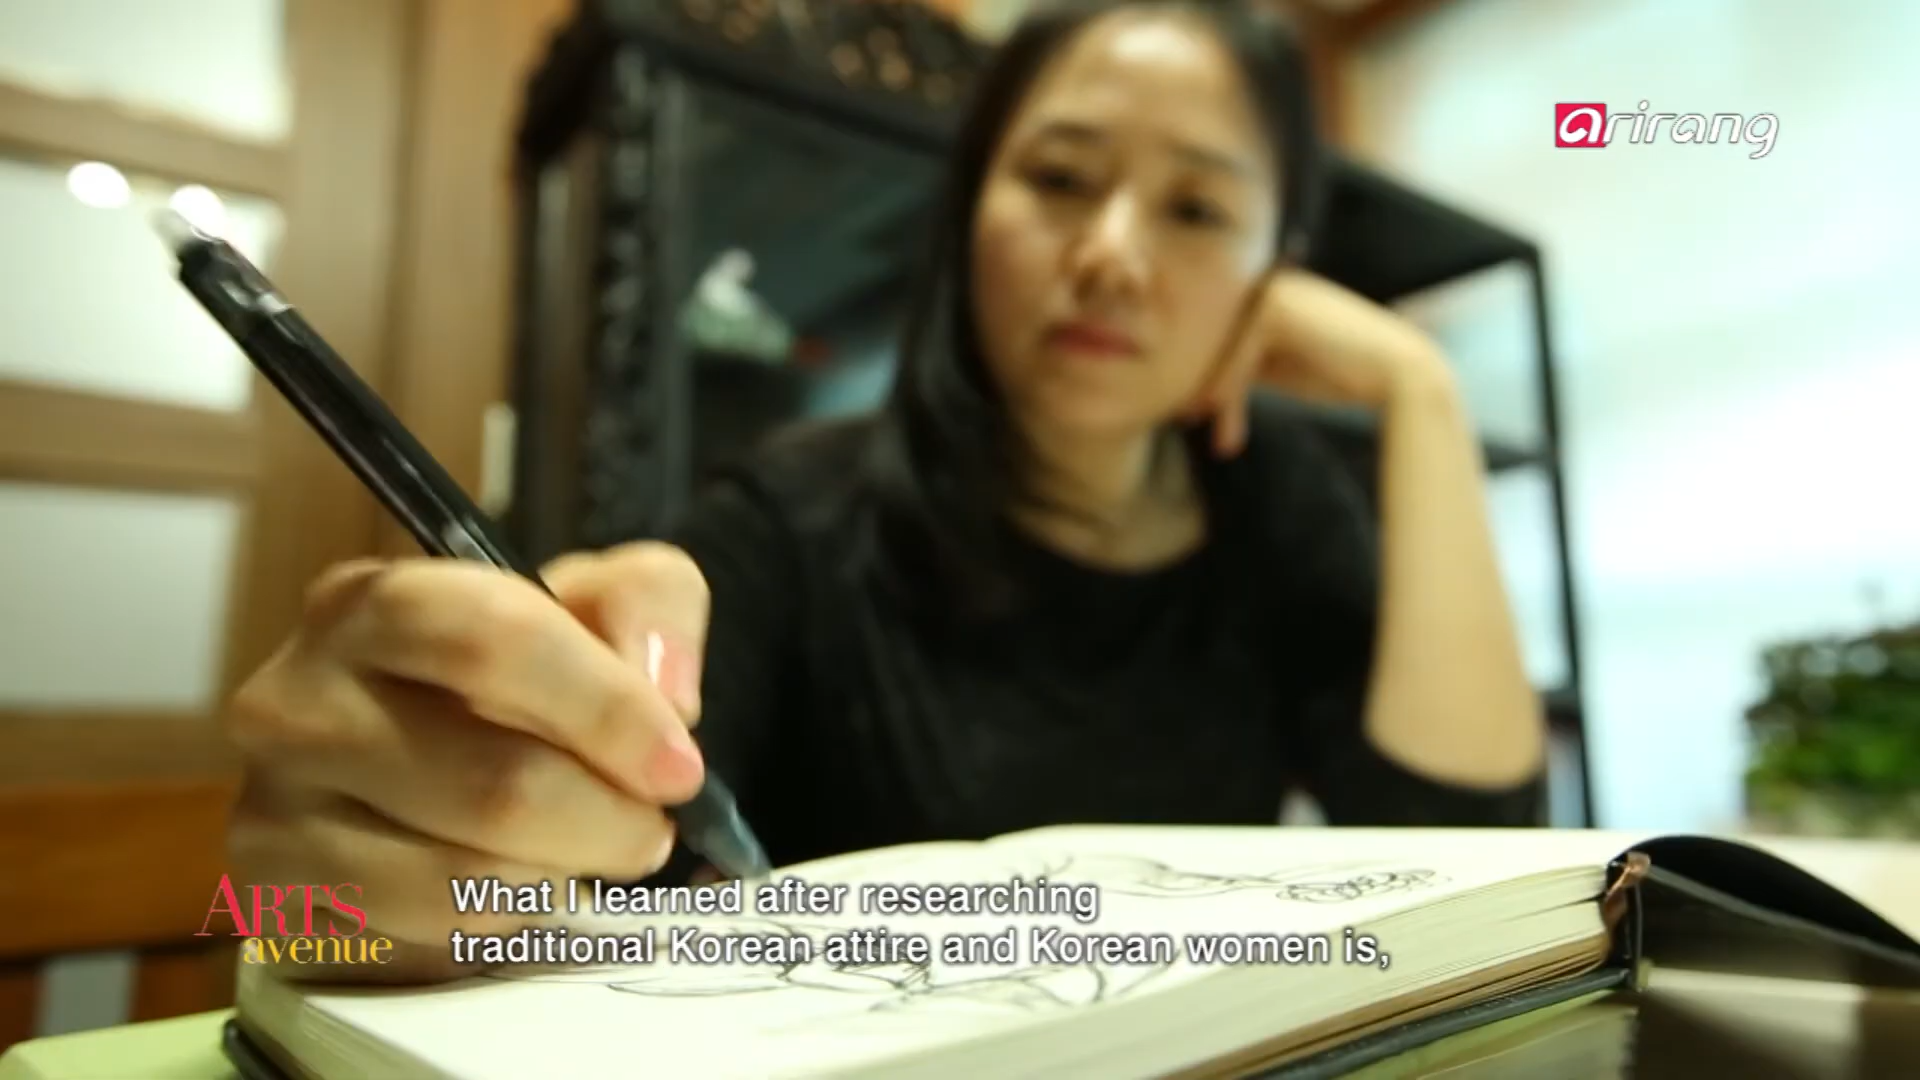 arirang
What I learned after researching
traditional Korean attire and Korean women is,
ARTS
avenue